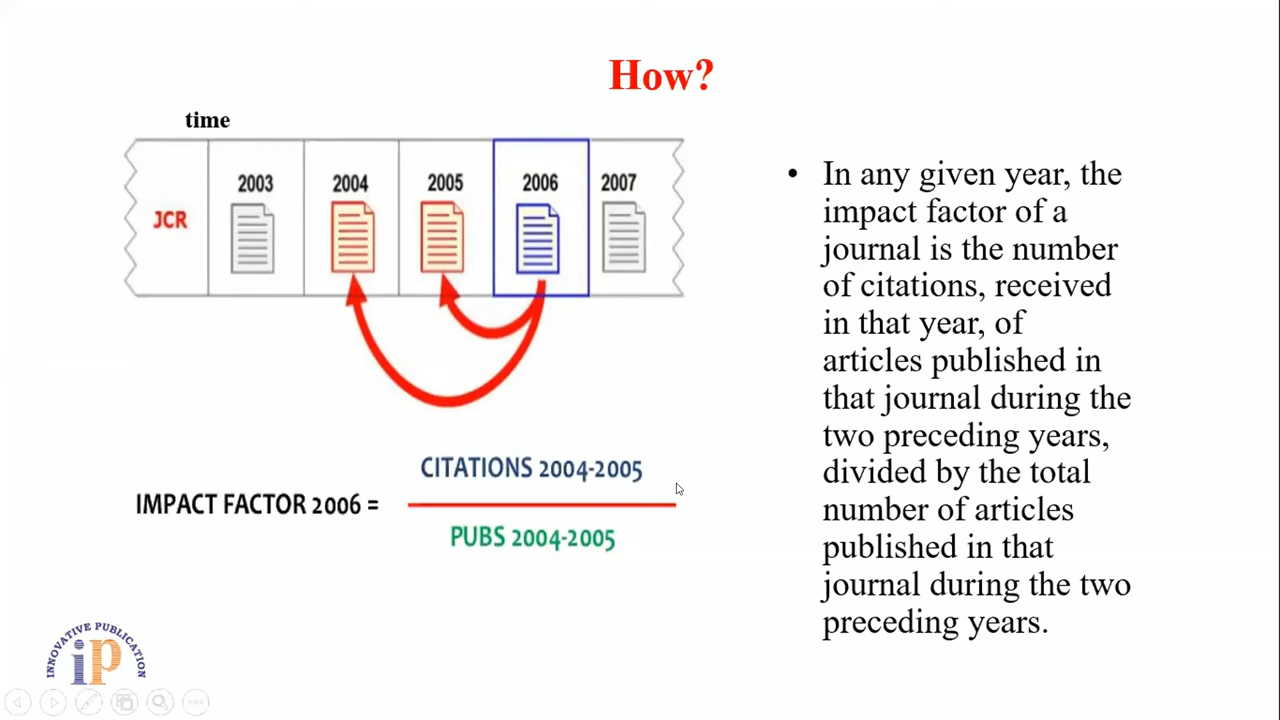 How?
time
JCR
2003
2004
2005
2006
2007
IMPACT FACTOR 2006 =
CITATIONS 2004-2005
PUBS 2004-2005
• In any given year, the
impact factor of a
journal is the number
of citations, received
in that year, of
articles published in
that journal during the
two preceding years,
divided by the total
number of articles
published in that
journal during the two
preceding years.
INNOVATIVE PUBLICATION
iP